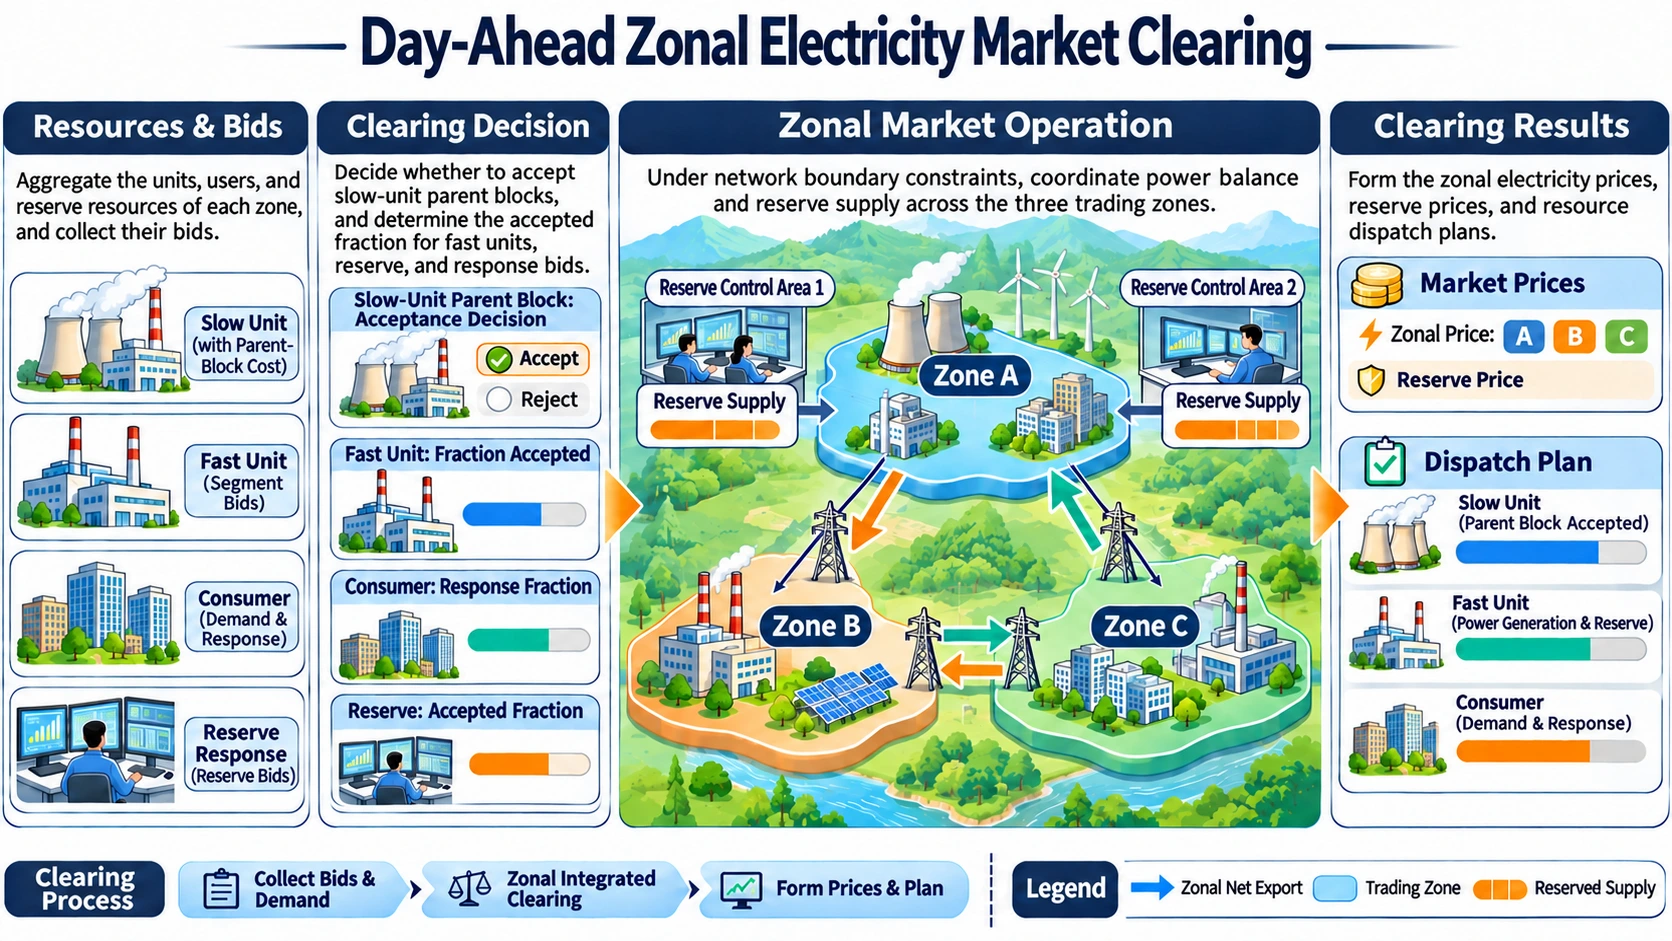 Day-Ahead Zonal Electricity Market Clearing
Resources & Bids
Aggregate the units, users, and
reserve resources of each zone,
and collect their bids.
Slow Unit
(with Parent-
Block Cost)
Fast Unit
(Segment
Bids)
Consumer
(Demand &
Response)
Reserve
Response
(Reserve Bids)
Clearing Decision
Decide whether to accept
slow-unit parent blocks,
and determine the accepted
fraction for fast units,
reserve, and response bids.
Slow-Unit Parent Block:
Acceptance Decision
Accept
Reject
Fast Unit: Fraction Accepted
Consumer: Response Fraction
Reserve: Accepted Fraction
Zonal Market Operation
Under network boundary constraints, coordinate power balance
and reserve supply across the three trading zones.
Reserve Control Area 1
Reserve Supply
Reserve Control Area 2
Reserve Supply
Zone A
Zone B
Zone C
Clearing Results
Form the zonal electricity prices,
reserve prices, and resource
dispatch plans.
Market Prices
Zonal Price: A B C
Reserve Price
Dispatch Plan
Slow Unit
(Parent Block Accepted)
Fast Unit
(Power Generation & Reserve)
Consumer
(Demand & Response)
Clearing
Process
Collect Bids &
Demand
Zonal Integrated
Clearing
Form Prices & Plan
Legend
Zonal Net Export
Trading Zone
Reserved Supply